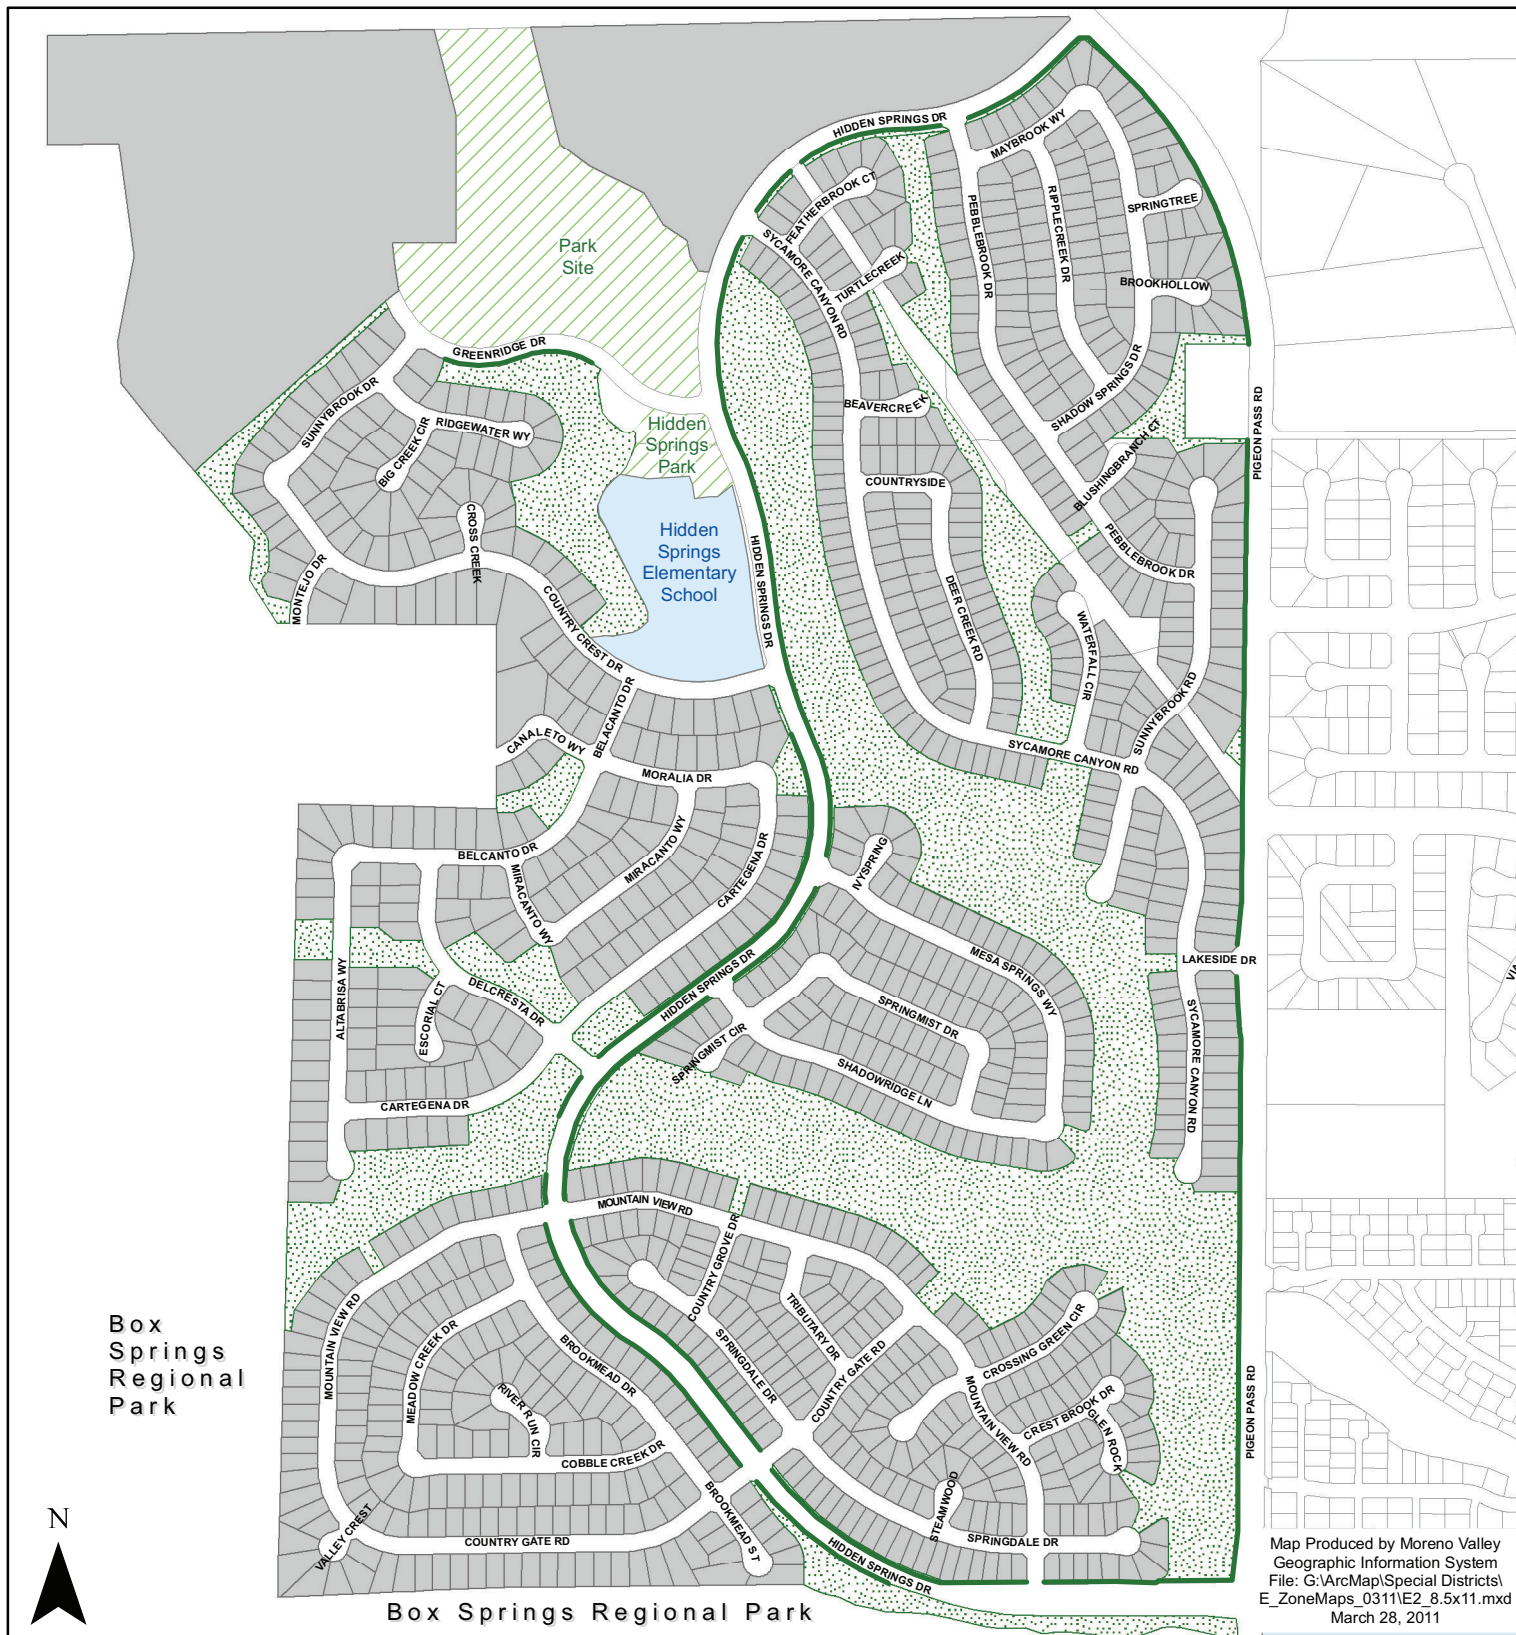 HIDDEN SPRINGS DR
MAYBROOK WY
FEATHERBROOK CT
SPRINGTREE
PEBBLEBROOK DR
RIPPLECREEK DR
SYCAMORE CANYON RD
TURTLECREEK
BROOKHOLLOW
Park
Site
GREENRIDGE DR
SUNNYBROOK DR
RIDGEWATER WY
BIG CREEK CIR
BEAVERCREEK
SHADOW SPRINGS DR
PIGEON PASS RD
Hidden
Springs
Park
BLUSHINGBRANCH CT
COUNTRYSIDE
CROSS CREEK
Hidden
Springs
Elementary
School
HIDDEN SPRINGS DR
PEBBLEBROOK DR
MONTEJO DR
COUNTRY CREST DR
DEER CREEK RD
WATERFALL CIR
BELACANTO DR
SUNNYBROOK RD
CANALETO WY
MORALIA DR
SYCAMORE CANYON RD
BELCANTO DR
MIRACANTO WY
MIRACANTO WY
CARTEGENA DR
IVYSPRING
MESA SPRINGS WY
LAKESIDE DR
ALTABRISA WY
ESCORIAL CT
DELCRESTA DR
HIDDEN SPRINGS DR
SPRINGMIST DR
SPRINGMIST CIR
SHADOWRIDGE LN
SYCAMORE CANYON RD
CARTEGENA DR
MOUNTAIN VIEW RD
COUNTRY GROVE DR
MOUNTAIN VIEW RD
MEADOW CREEK DR
BROOKMEAD DR
SPRINGDALE DR
TRIBUTARY DR
COUNTRY GATE RD
CROSSING GREEN CIR
MOUNTAIN VIEW RD
CREST BROOK DR
GLEN ROCK
PIGEON PASS RD
Box
Springs
Regional
Park
RIVER RUN CIR
COBBLE CREEK DR
BROOKMEAD ST
STEAMWOOD
SPRINGDALE DR
VALLEY CREST
COUNTRY GATE RD
HIDDEN SPRINGS DR
N
Box Springs Regional Park
Map Produced by Moreno Valley
Geographic Information System
File: G:\ArcMap\Special Districts\
E_ZoneMaps_0311\E2_8.5x11.mxd
March 28, 2011